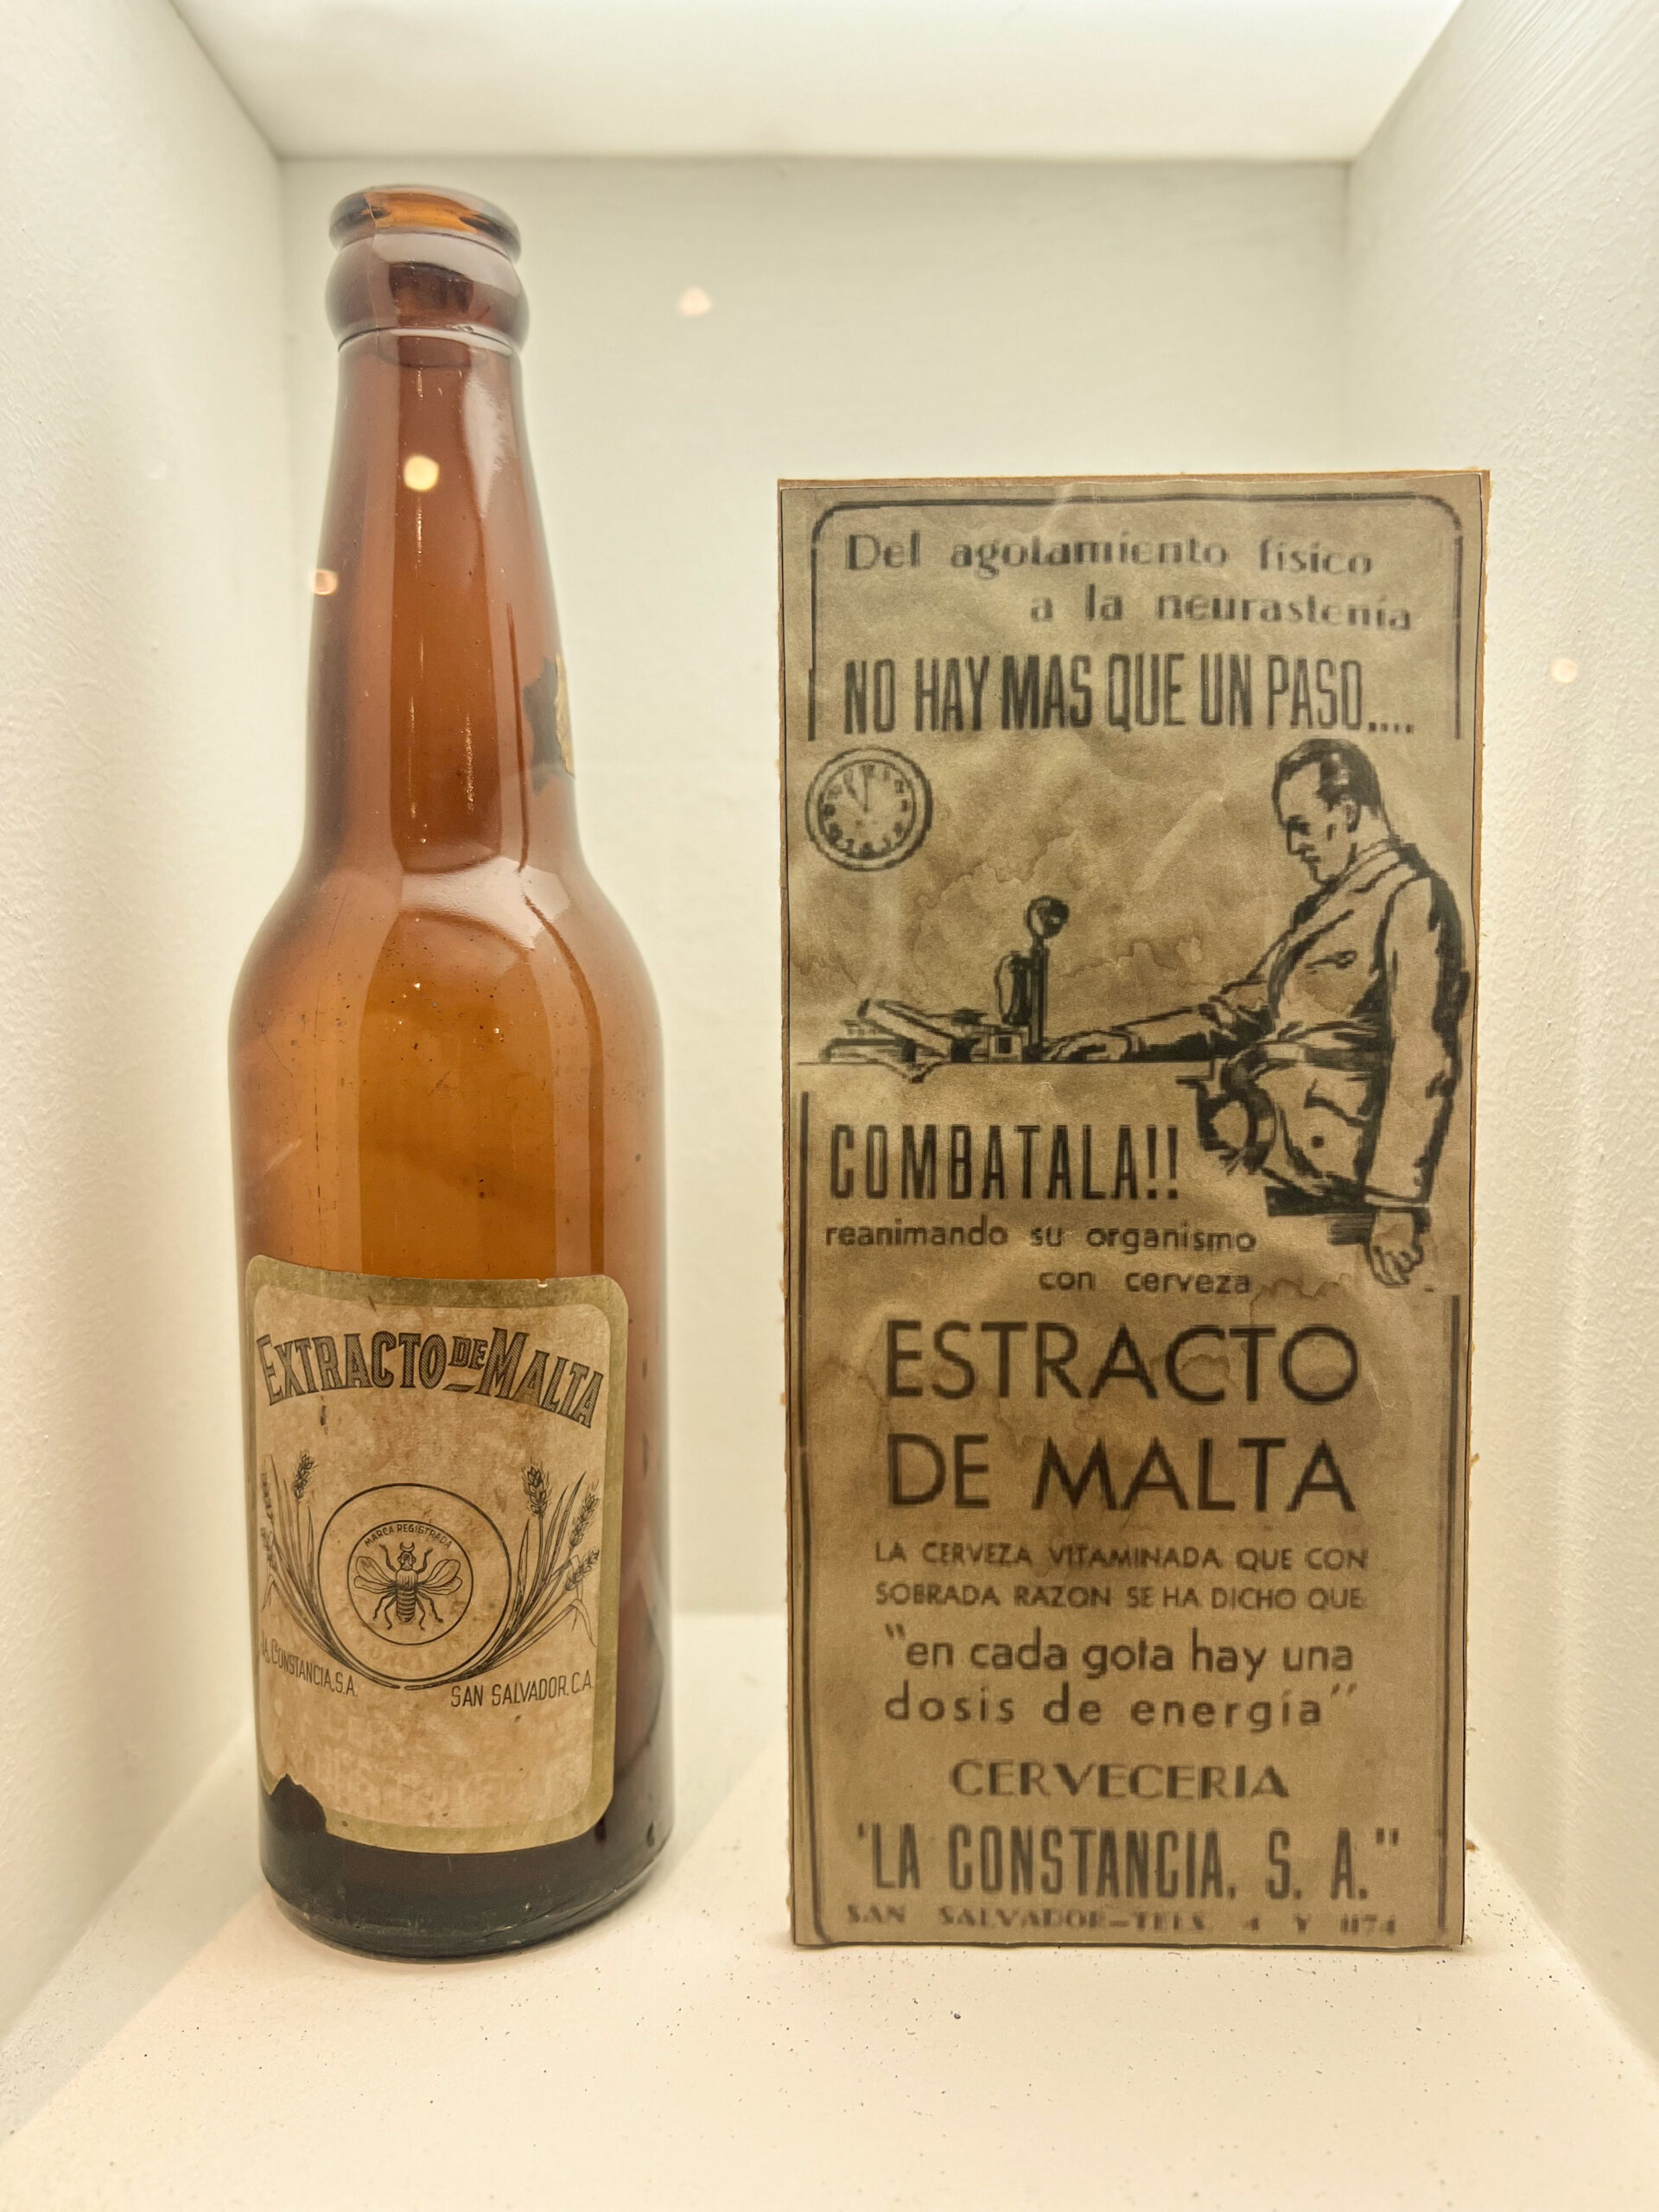 EXTRACTO DE MALTA
MARCA REGISTRADA
LA CONSTANCIA, S.A.
SAN SALVADOR, C.A.
Del agotamiento físico
a la neurastenia
NO HAY MAS QUE UN PASO....
COMBATALA!!
reanimando su organismo
con cerveza
ESTRACTO
DE MALTA
LA CERVEZA VITAMINADA QUE CON
SOBRADA RAZON SE HA DICHO QUE
"en cada gota hay una
dosis de energía"
CERVECERIA
'LA CONSTANCIA, S. A."
SAN SALVADOR—TELS. 4 Y 1174